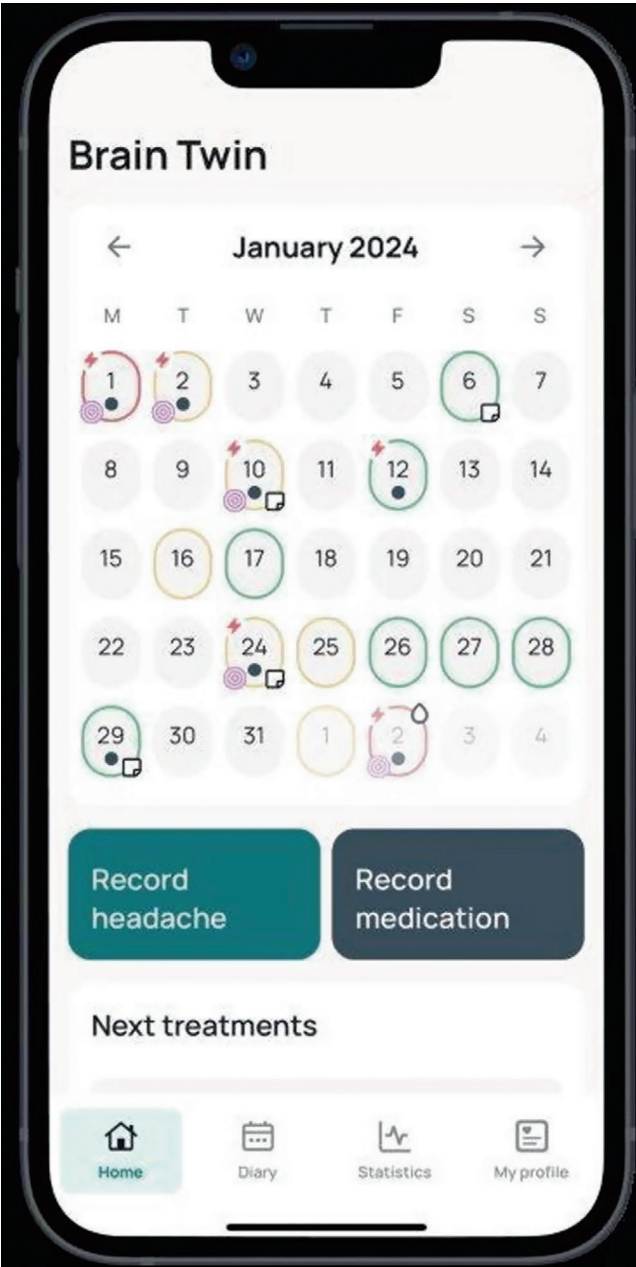 Brain Twin
January 2024
M T W T F S S
1 2 3 4 5 6 7
8 9 10 11 12 13 14
15 16 17 18 19 20 21
22 23 24 25 26 27 28
29 30 31 1 2 3 4
Record headache
Record medication
Next treatments
Home Diary Statistics My profile